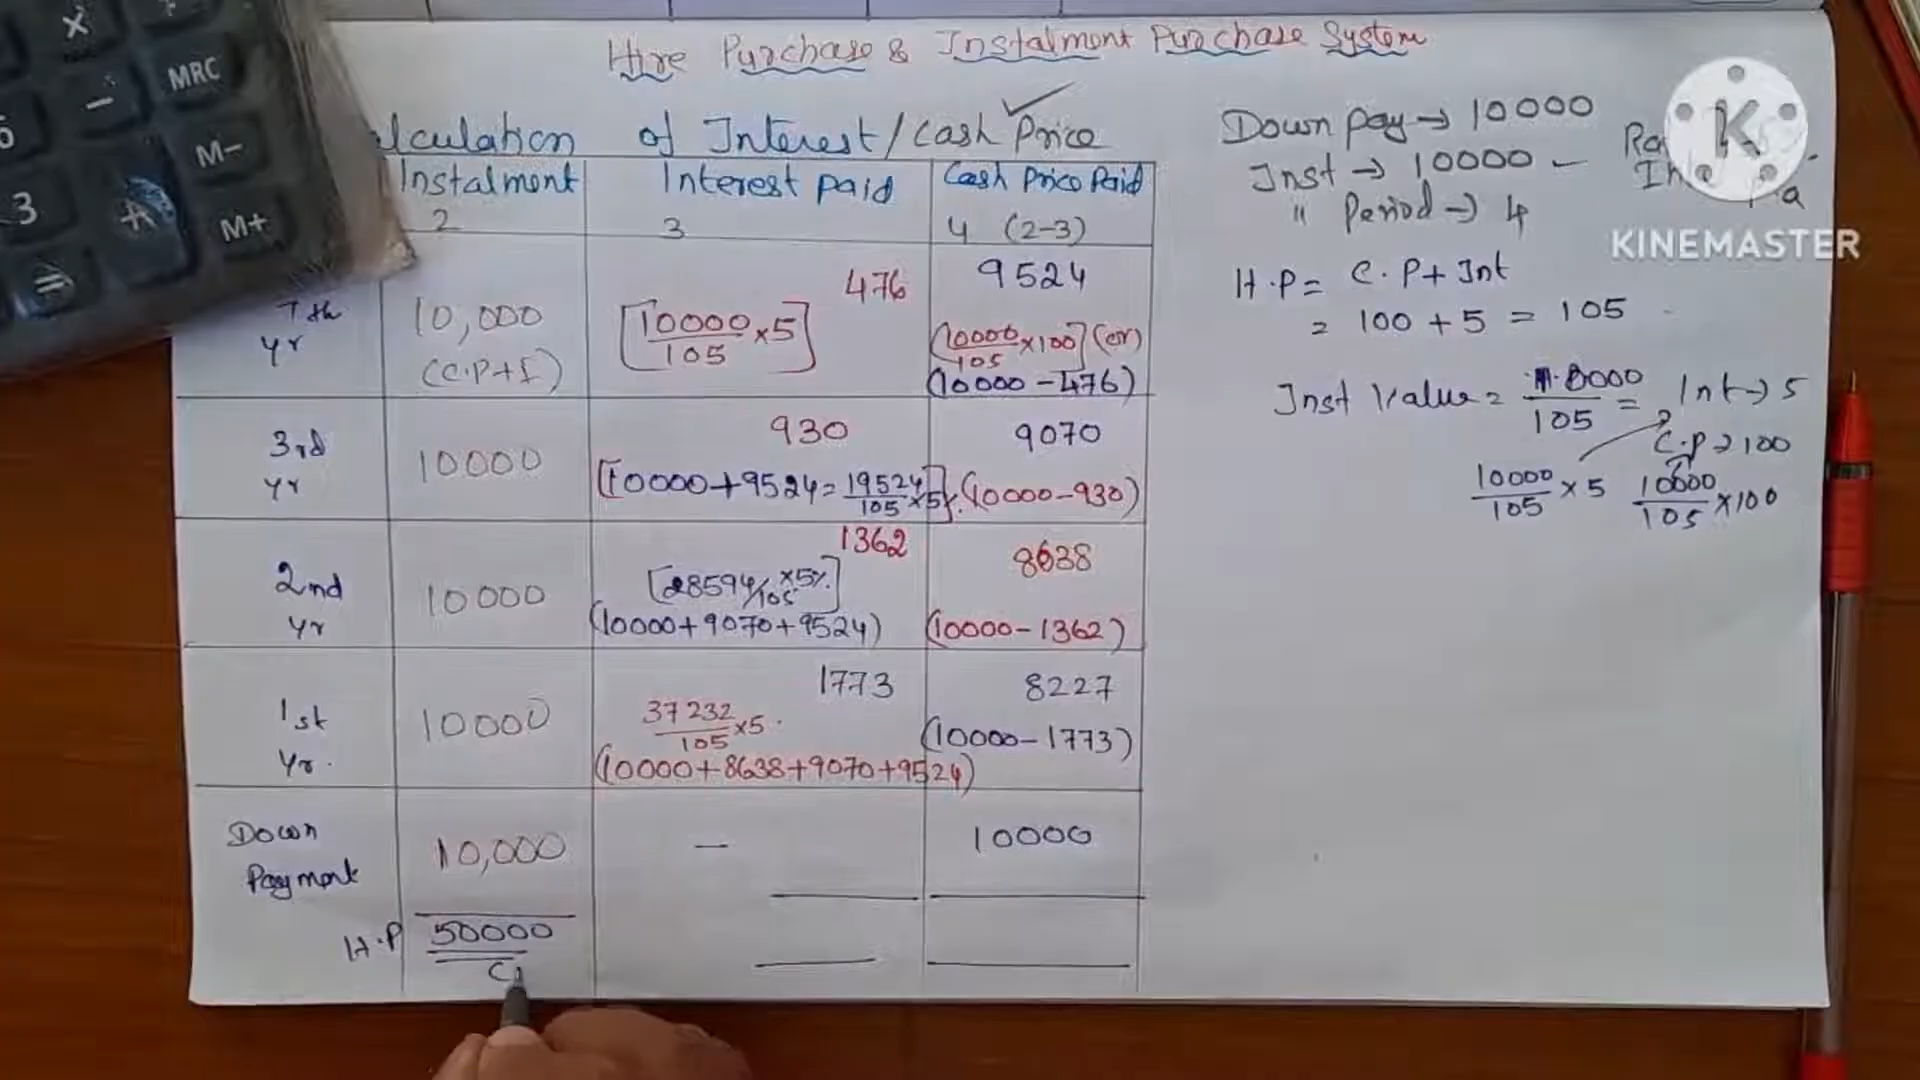 Hire Purchase & Instalment Purchase System
alculation of Interest/Cash Price
Instalment Interest Paid Cash Price Paid
2 3 4 (2-3)
Yr 10,000 (C.P+I) [10000/105 ×5] 476 9524
[10000/105 ×100] (or)
(10000-476)
3rd Yr 10000 930 9070
[10000+9524=19524/105 ×5%] (10000-930)
2nd Yr 10000 1362 8638
[28594/105 ×5%]
(10000+9070+9524) (10000-1362)
1st Yr. 10000 1773 8227
37232/105 ×5. (10000-1773)
(10000+8638+9070+9524)
Down Payment 10,000 — 10000
H.P 50000
C
Down pay → 10000
Inst → 10000 –
" Period → 4
H.P = C.P + Int
= 100 + 5 = 105
Inst Value = 10000/105 = Int → 5
C.P → 100
10000/105 ×5 10000/105 ×100
K
KINEMASTER
X
MRC
-
M-
3
M+
=